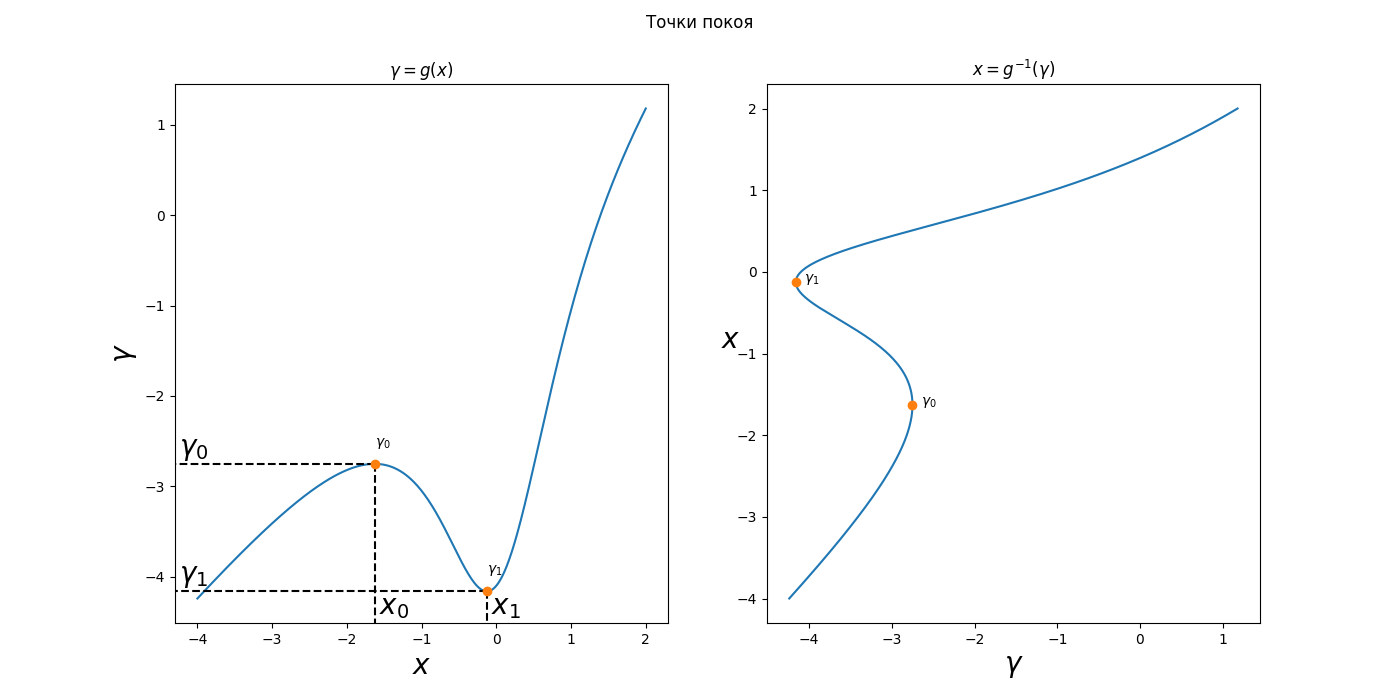 Точки покоя
γ = g(x)
1
0
−1
−2
−3
−4
γ
γ₀
γ₁
γ₀
γ₁
x₀
x₁
−4 −3 −2 −1 0 1 2
x
x = g⁻¹(γ)
2
1
0
−1
−2
−3
−4
x
γ₁
γ₀
−4 −3 −2 −1 0 1
γ